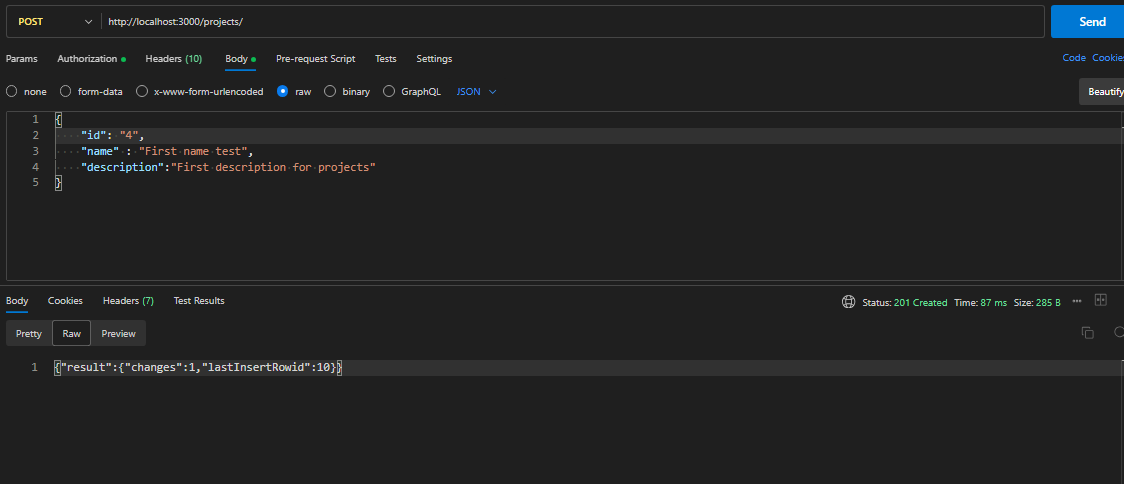 POST http://localhost:3000/projects/ Send
Params Authorization Headers (10) Body Pre-request Script Tests Settings Code Cookies
none form-data x-www-form-urlencoded raw binary GraphQL JSON Beautify
1 {
2 "id": "4",
3 "name" : "First name test",
4 "description":"First description for projects"
5 }
Body Cookies Headers (7) Test Results Status: 201 Created Time: 87 ms Size: 285 B
Pretty Raw Preview
1 {"result":{"changes":1,"lastInsertRowid":10}}